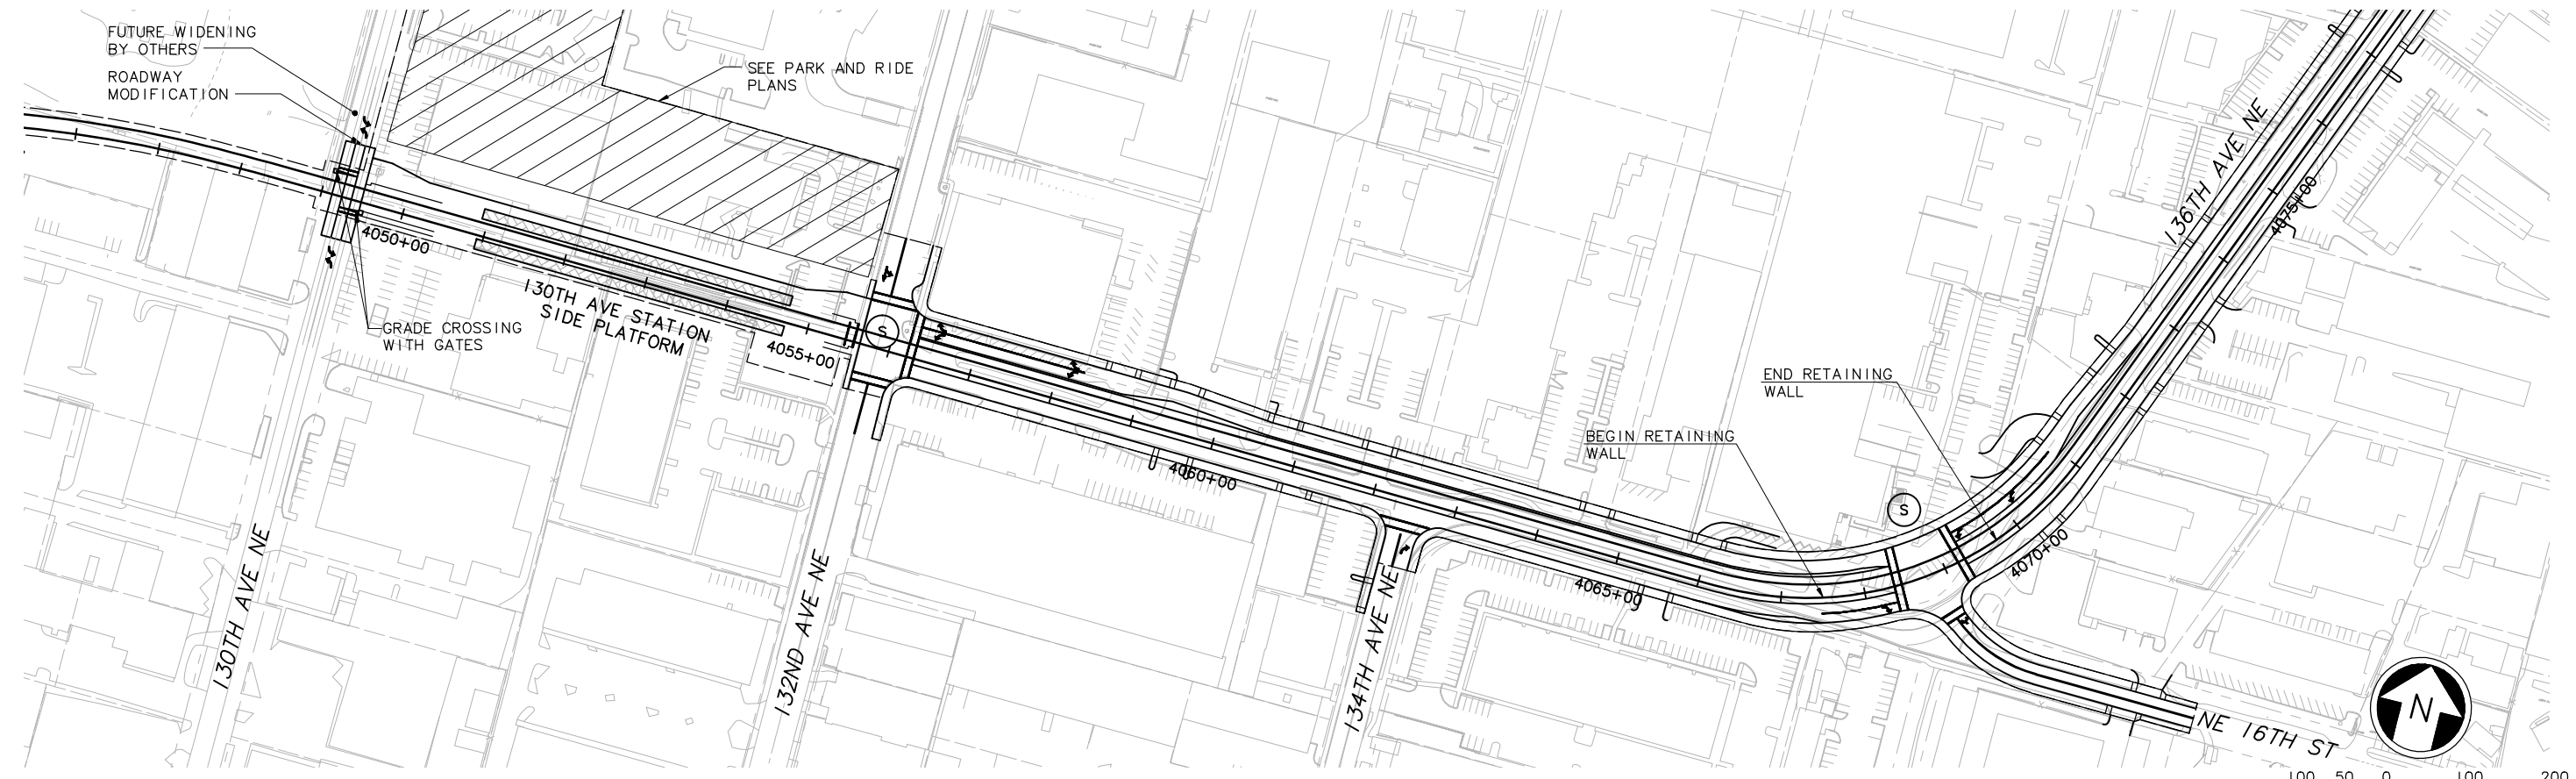 FUTURE WIDENING
BY OTHERS
ROADWAY
MODIFICATION
SEE PARK AND RIDE
PLANS
136TH AVE NE
4075+00
4050+00
130TH AVE STATION
SIDE PLATFORM
GRADE CROSSING
WITH GATES
4055+00
S
END RETAINING
WALL
BEGIN RETAINING
WALL
4060+00
S
4065+00
4070+00
130TH AVE NE
132ND AVE NE
134TH AVE NE
NE 16TH ST
N
100 50 0 100 200